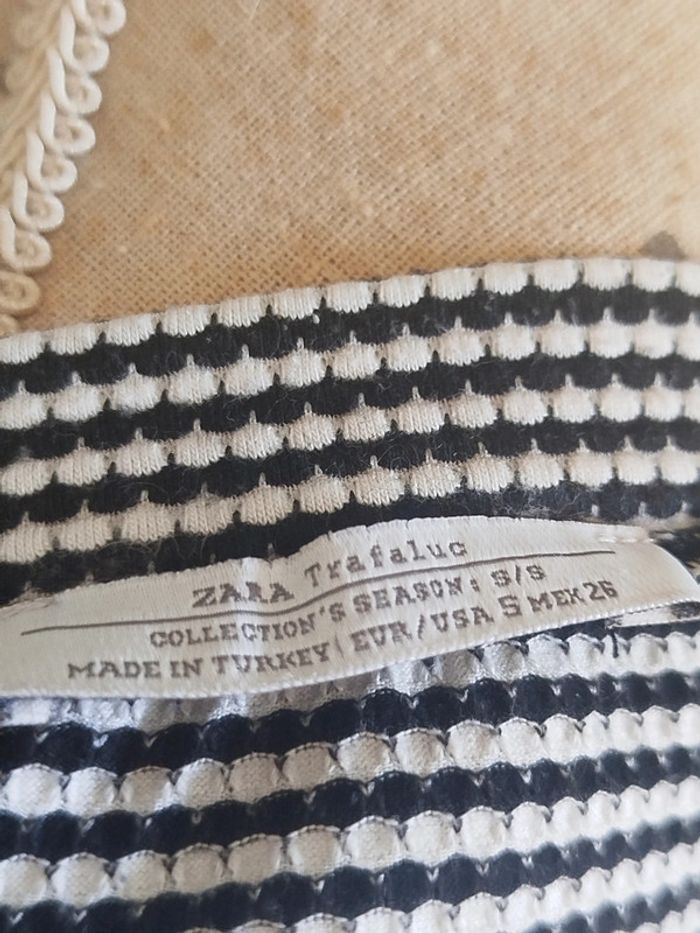 ZARA Trafaluc
COLLECTION'S SEASON: S/S
MADE IN TURKEY | EUR/USA S MEX 26